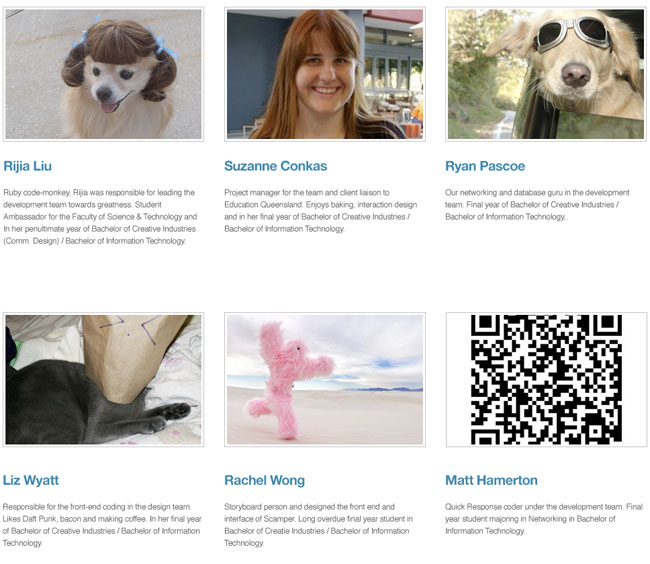 Rijia Liu
Ruby code-monkey, Rijia was responsible for leading the
development team towards greatness. Student
Ambassador for the Faculty of Science & Technology and
In her penultimate year of Bachelor of Creative Industries
(Comm. Design) / Bachelor of Information Technology.
Suzanne Conkas
Project manager for the team and client liaison to
Education Queensland. Enjoys baking, interaction design
and in her final year of Bachelor of Creative Industries /
Bachelor of Information Technology.
Ryan Pascoe
Our networking and database guru in the development
team. Final year of Bachelor of Creative Industries /
Bachelor of Information Technology,.
Liz Wyatt
Responsible for the front-end coding in the design team.
Likes Daft Punk, bacon and making coffee. In her final year
of Bachelor of Creative Industries / Bachelor of Information
Technology.
Rachel Wong
Storyboard person and designed the front end and
interface of Scamper. Long overdue final year student in
Bachelor of Creatie Industries / Bachelor of Information
Technology.
Matt Hamerton
Quick Response coder under the development team. Final
year student majoring in Networking in Bachelor of
Information Technology.